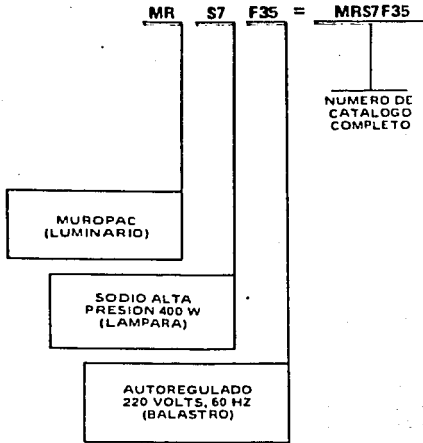 MR S7 F35 = MRS7F35
NUMERO DE
CATALOGO
COMPLETO
MUROPAC
(LUMINARIO)
SODIO ALTA
PRESION 400 W
(LAMPARA)
AUTOREGULADO
220 VOLTS, 60 HZ
(BALASTRO)